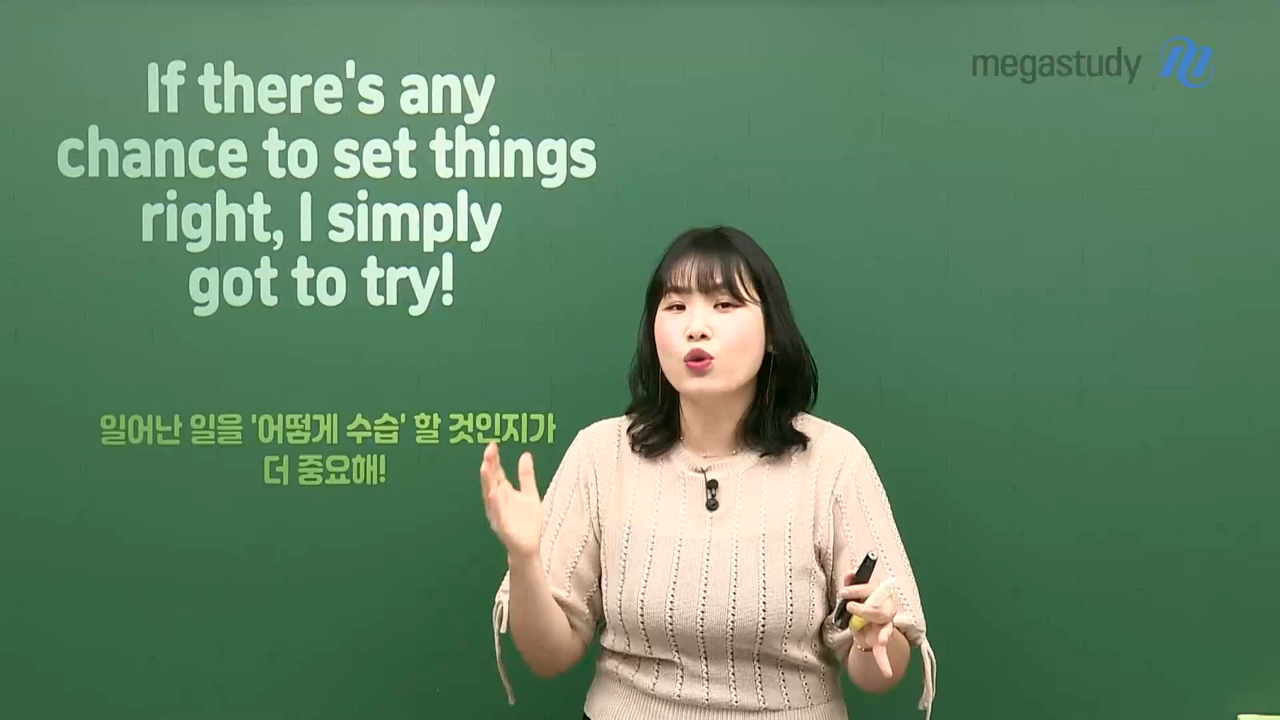 megastudy
If there's any
chance to set things
right, I simply
got to try!
일어난 일을 '어떻게 수습' 할 것인지가
더 중요해!